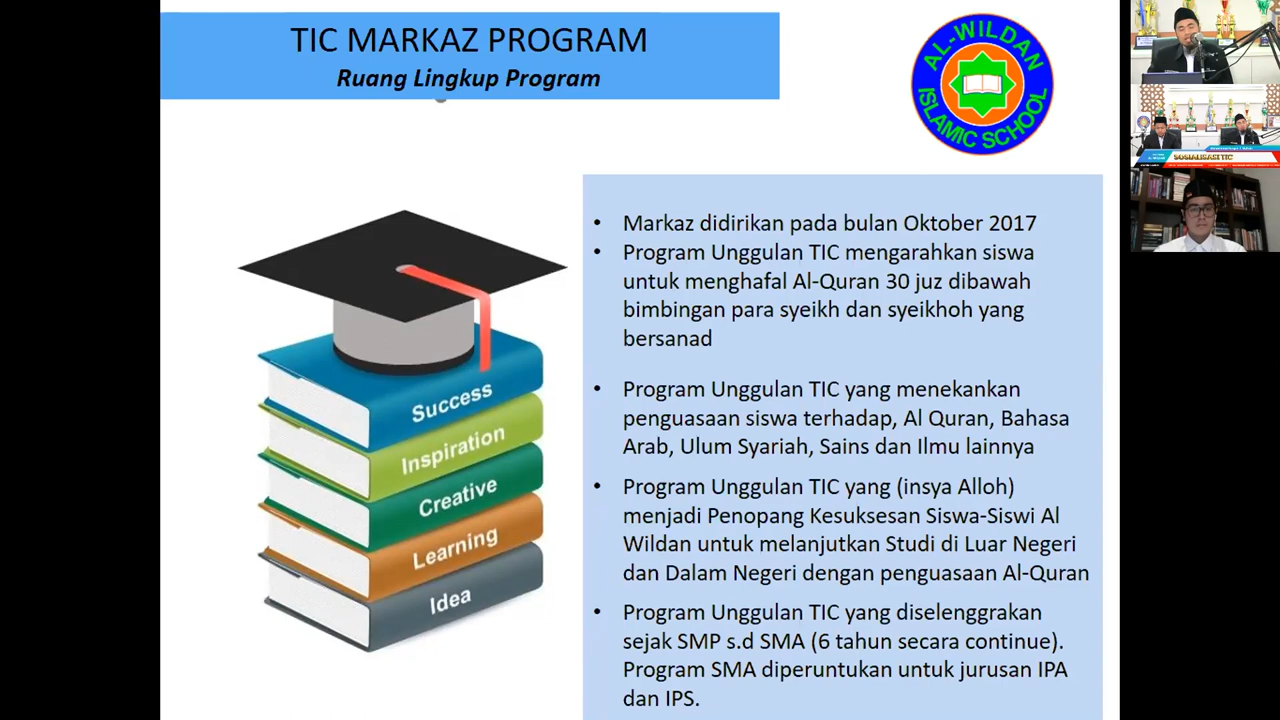 TIC MARKAZ PROGRAM
Ruang Lingkup Program
AL-WILDAN
ISLAMIC SCHOOL
Success
Inspiration
Creative
Learning
Idea
• Markaz didirikan pada bulan Oktober 2017
• Program Unggulan TIC mengarahkan siswa
untuk menghafal Al-Quran 30 juz dibawah
bimbingan para syeikh dan syeikhoh yang
bersanad
• Program Unggulan TIC yang menekankan
penguasaan siswa terhadap, Al Quran, Bahasa
Arab, Ulum Syariah, Sains dan Ilmu lainnya
• Program Unggulan TIC yang (insya Alloh)
menjadi Penopang Kesuksesan Siswa-Siswi Al
Wildan untuk melanjutkan Studi di Luar Negeri
dan Dalam Negeri dengan penguasaan Al-Quran
• Program Unggulan TIC yang diselenggrakan
sejak SMP s.d SMA (6 tahun secara continue).
Program SMA diperuntukan untuk jurusan IPA
dan IPS.
SOSIALISASI TIC